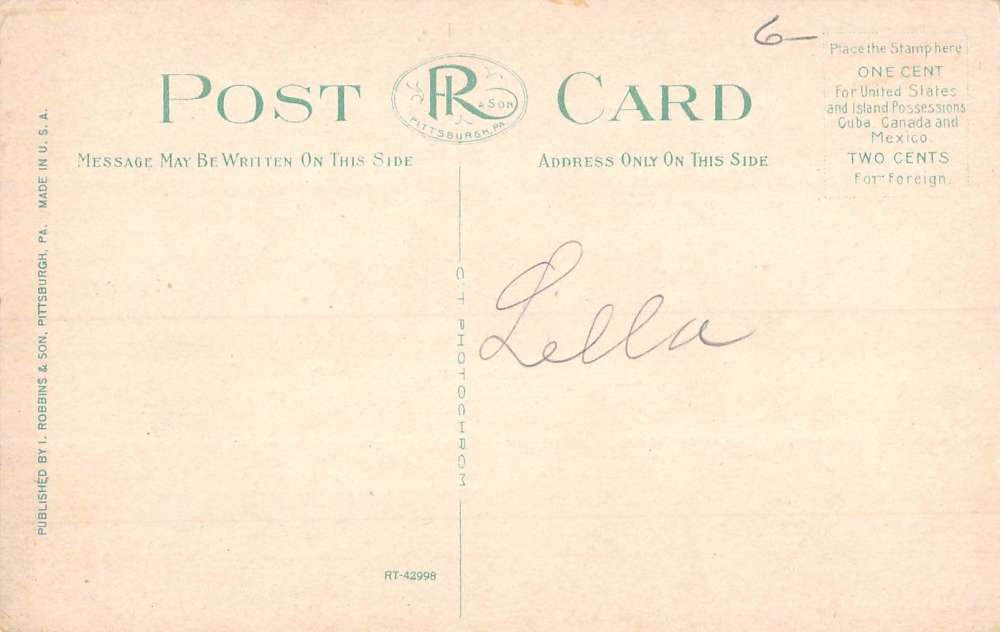 6—
POST CARD
R & SON
PITTSBURGH, PA.
MESSAGE MAY BE WRITTEN ON THIS SIDE
ADDRESS ONLY ON THIS SIDE
Place the Stamp here
ONE CENT
For United States
and Island Possessions
Cuba, Canada and
Mexico.
TWO CENTS
For Foreign.
PUBLISHED BY I. ROBBINS & SON, PITTSBURGH, PA. MADE IN U. S. A.
C. T. PHOTOCHROM
Lella
RT-42998